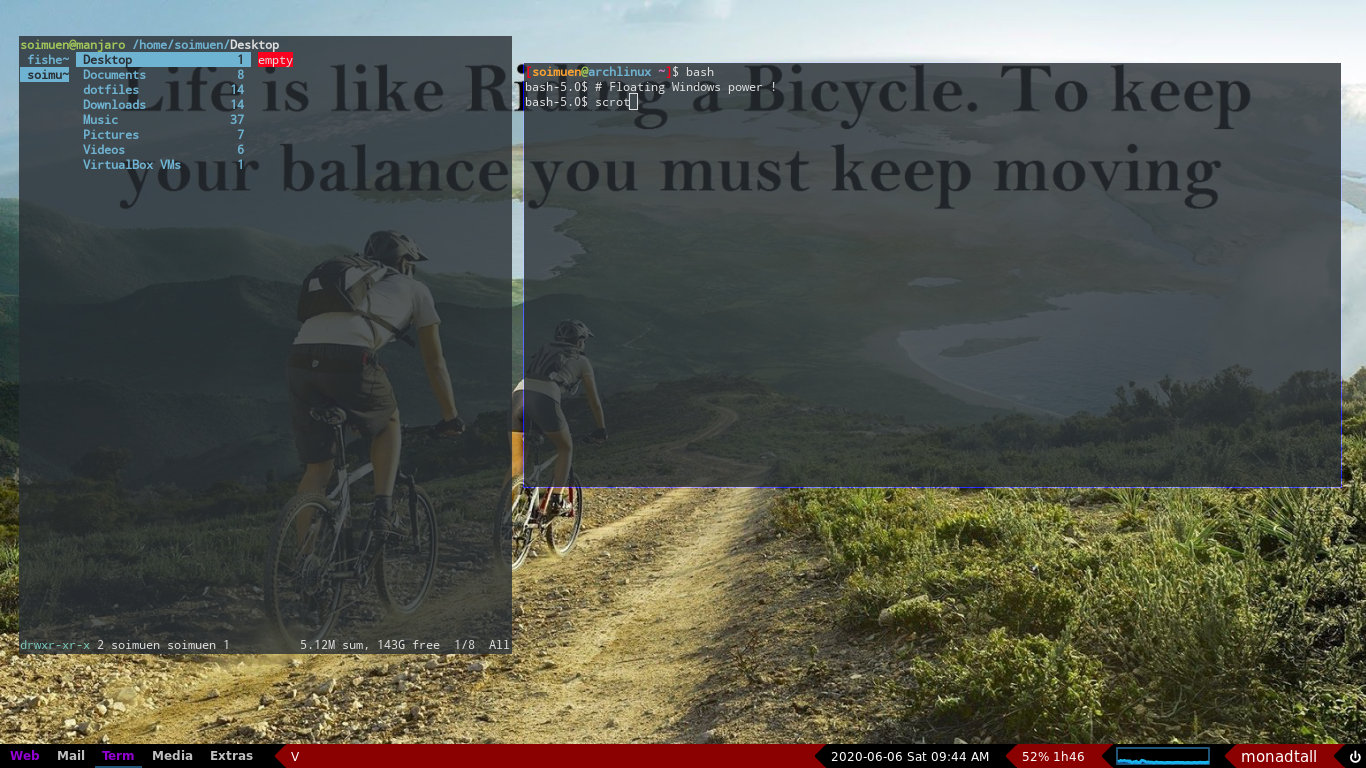 soimuen@manjaro /home/soimuen/Desktop
fishe~ Desktop 1 empty
soimu~ Documents 8
dotfiles 14
Downloads 14
Music 37
Pictures 7
Videos 6
VirtualBox VMs 1
drwxr-xr-x 2 soimuen soimuen 1 5.12M sum, 143G free 1/8 All
[soimuen@archlinux ~]$ bash
bash-5.0$ # Floating Windows power !
bash-5.0$ scrot
Life is like Riding a Bicycle. To keep
your balance you must keep moving
Web Mail Term Media Extras V 2020-06-06 Sat 09:44 AM 52% 1h46 monadtall